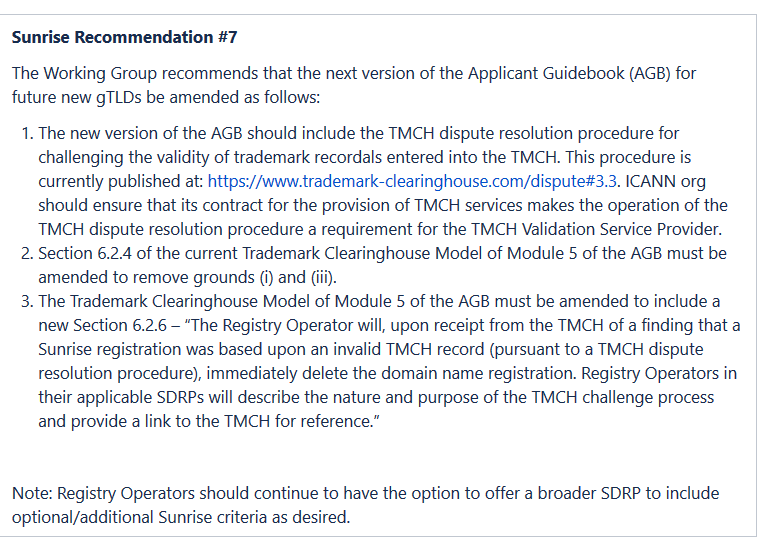 Sunrise Recommendation #7
The Working Group recommends that the next version of the Applicant Guidebook (AGB) for
future new gTLDs be amended as follows:
1. The new version of the AGB should include the TMCH dispute resolution procedure for
challenging the validity of trademark recordals entered into the TMCH. This procedure is
currently published at: https://www.trademark-clearinghouse.com/dispute#3.3. ICANN org
should ensure that its contract for the provision of TMCH services makes the operation of the
TMCH dispute resolution procedure a requirement for the TMCH Validation Service Provider.
2. Section 6.2.4 of the current Trademark Clearinghouse Model of Module 5 of the AGB must be
amended to remove grounds (i) and (iii).
3. The Trademark Clearinghouse Model of Module 5 of the AGB must be amended to include a
new Section 6.2.6 – “The Registry Operator will, upon receipt from the TMCH of a finding that a
Sunrise registration was based upon an invalid TMCH record (pursuant to a TMCH dispute
resolution procedure), immediately delete the domain name registration. Registry Operators in
their applicable SDRPs will describe the nature and purpose of the TMCH challenge process
and provide a link to the TMCH for reference.”
Note: Registry Operators should continue to have the option to offer a broader SDRP to include
optional/additional Sunrise criteria as desired.